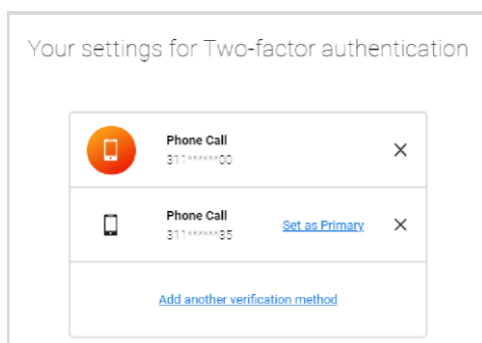 Your settings for Two-factor authentication
Phone Call
311******00
Phone Call
311******35
Set as Primary
Add another verification method